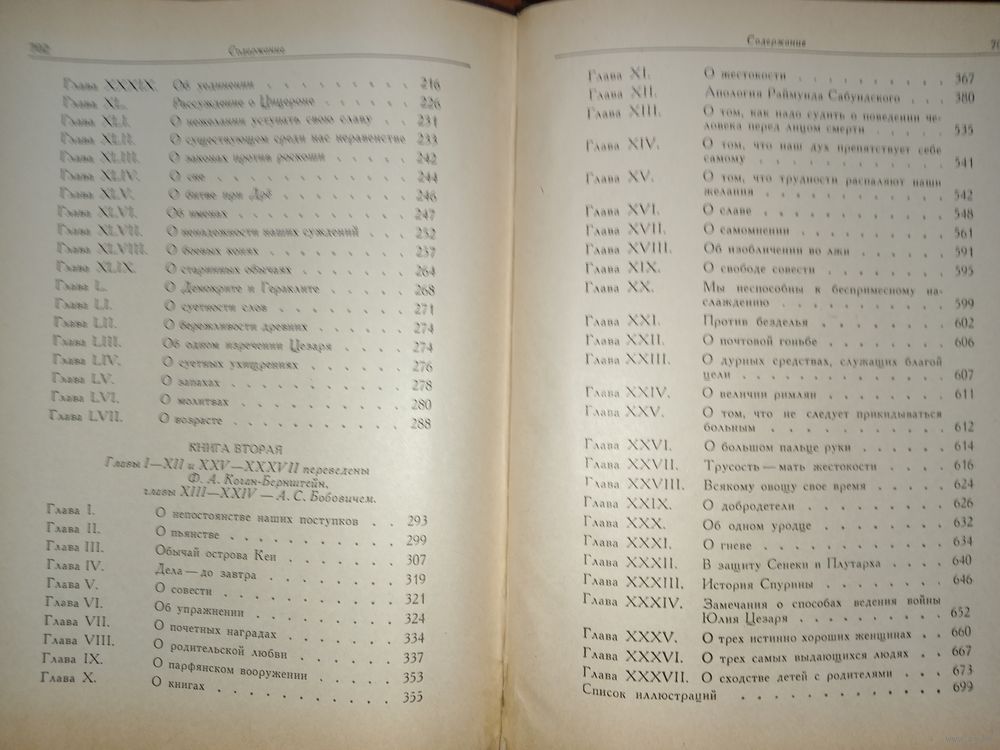 702
Содержание
Глава XXXIX. Об уединении 216
Глава XL. Рассуждение о Цицероне 226
Глава XLI. О нежелании уступать свою славу 231
Глава XLII. О существующем среди нас неравенстве 233
Глава XLIII. О законах против роскоши 242
Глава XLIV. О сне 244
Глава XLV. О битве при Дрё 246
Глава XLVI. Об именах 247
Глава XLVII. О ненадежности наших суждений 252
Глава XLVIII. О боевых конях 257
Глава XLIX. О старинных обычаях 264
Глава L. О Демокрите и Гераклите 268
Глава LI. О суетности слов 271
Глава LII. О бережливости древних 274
Глава LIII. Об одном изречении Цезаря 274
Глава LIV. О суетных ухищрениях 276
Глава LV. О запахах 278
Глава LVI. О молитвах 280
Глава LVII. О возрасте 288
КНИГА ВТОРАЯ
Главы I—XII и XXV—XXXVII переведены
Ф. А. Коган-Бернштейн,
главы XIII—XXIV — А. С. Бобовичем.
Глава I. О непостоянстве наших поступков 293
Глава II. О пьянстве 299
Глава III. Обычай острова Кеи 307
Глава IV. Дела — до завтра 319
Глава V. О совести 321
Глава VI. Об упражнении 324
Глава VII. О почетных наградах 334
Глава VIII. О родительской любви 337
Глава IX. О парфянском вооружении 353
Глава X. О книгах 355
Содержание
Глава XI. О жестокости 367
Глава XII. Апология Раймунда Сабундского 380
Глава XIII. О том, как надо судить о поведении че-
ловека перед лицом смерти 535
Глава XIV. О том, что наш дух препятствует себе
самому 541
Глава XV. О том, что трудности распаляют наши
желания 542
Глава XVI. О славе 548
Глава XVII. О самомнении 561
Глава XVIII. Об изобличении во лжи 591
Глава XIX. О свободе совести 595
Глава XX. Мы неспособны к беспримесному на-
слаждению 599
Глава XXI. Против безделья 602
Глава XXII. О почтовой гоньбе 606
Глава XXIII. О дурных средствах, служащих благой
цели 607
Глава XXIV. О величии римлян 611
Глава XXV. О том, что не следует прикидываться
больным 612
Глава XXVI. О большом пальце руки 614
Глава XXVII. Трусость — мать жестокости 616
Глава XXVIII. Всякому овощу свое время 624
Глава XXIX. О добродетели 626
Глава XXX. Об одном уродце 632
Глава XXXI. О гневе 634
Глава XXXII. В защиту Сенеки и Плутарха 640
Глава XXXIII. История Спурины 646
Глава XXXIV. Замечания о способах ведения войны
Юлия Цезаря 652
Глава XXXV. О трех истинно хороших женщинах 660
Глава XXXVI. О трех самых выдающихся людях 667
Глава XXXVII. О сходстве детей с родителями 673
Список иллюстраций 699